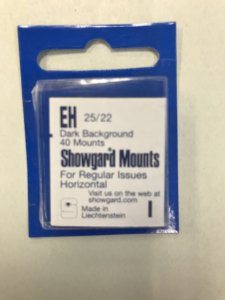 EH 25/22
Dark Background
40 Mounts
Showgard Mounts
For Regular Issues
Horizontal
Visit us on the web at
showgard.com
Made in
Liechtenstein